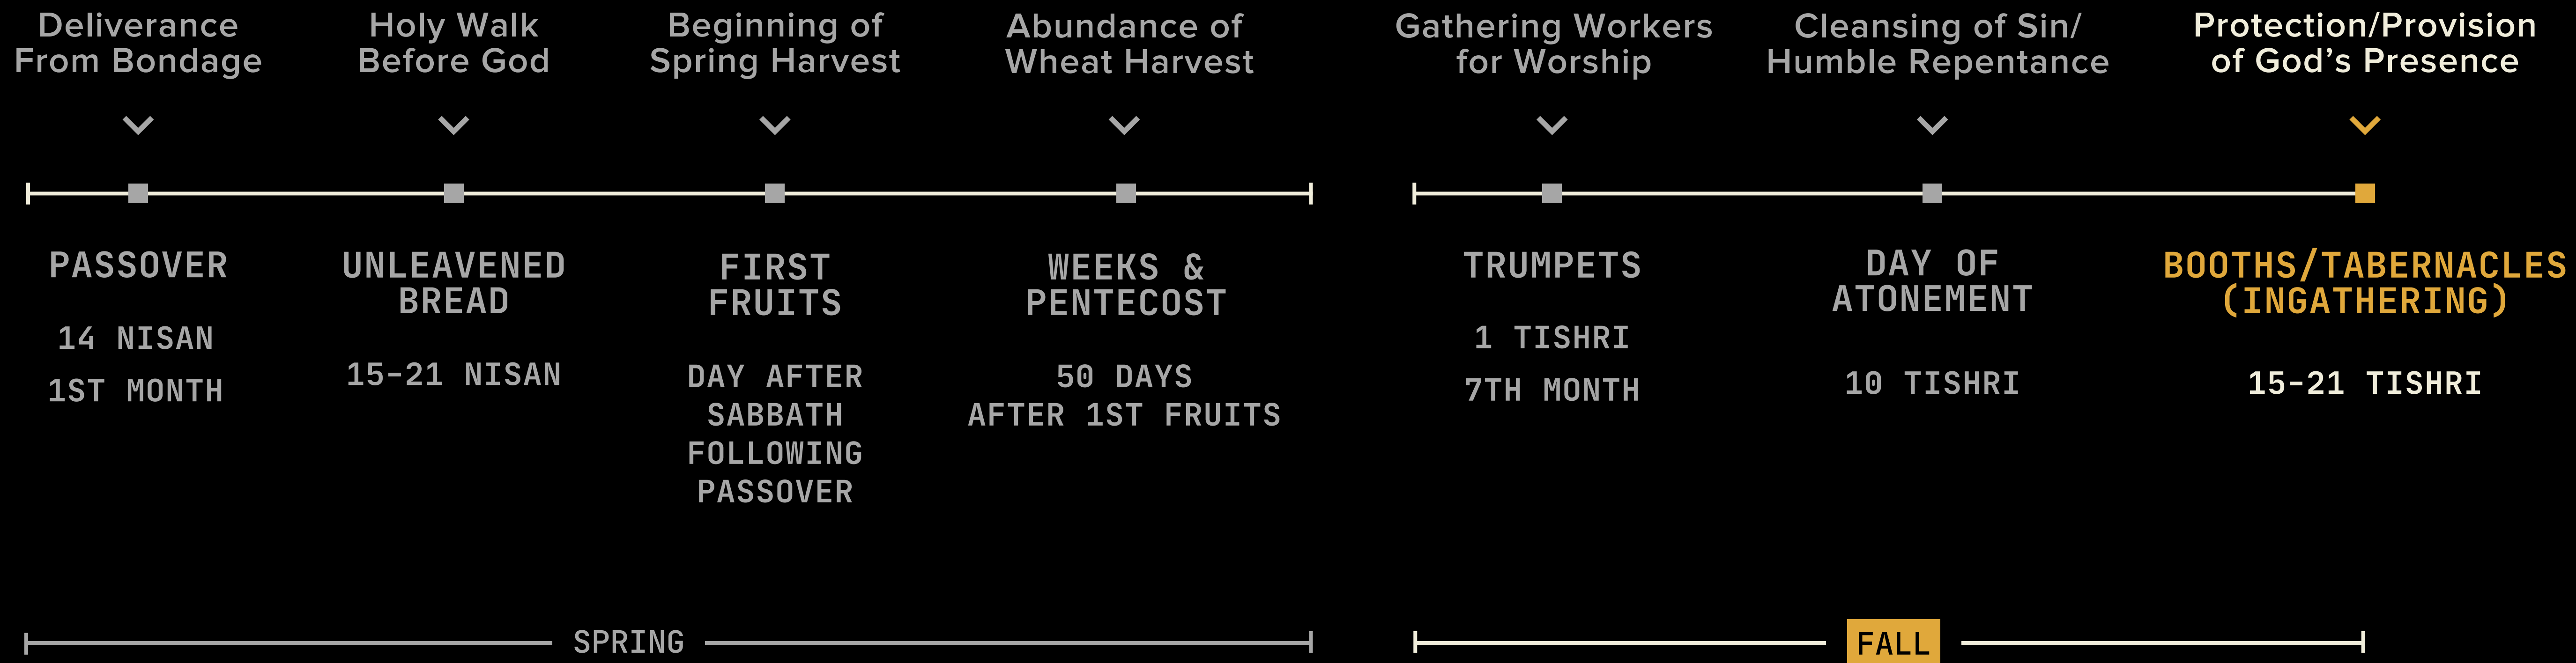 Deliverance
From Bondage
Holy Walk
Before God
Beginning of
Spring Harvest
Abundance of
Wheat Harvest
Gathering Workers
for Worship
Cleansing of Sin/
Humble Repentance
Protection/Provision
of God’s Presence
PASSOVER
14 NISAN
1ST MONTH
UNLEAVENED
BREAD
15-21 NISAN
FIRST
FRUITS
DAY AFTER
SABBATH
FOLLOWING
PASSOVER
WEEKS &
PENTECOST
50 DAYS
AFTER 1ST FRUITS
TRUMPETS
1 TISHRI
7TH MONTH
DAY OF
ATONEMENT
10 TISHRI
BOOTHS/TABERNACLES
(INGATHERING)
15-21 TISHRI
SPRING
FALL